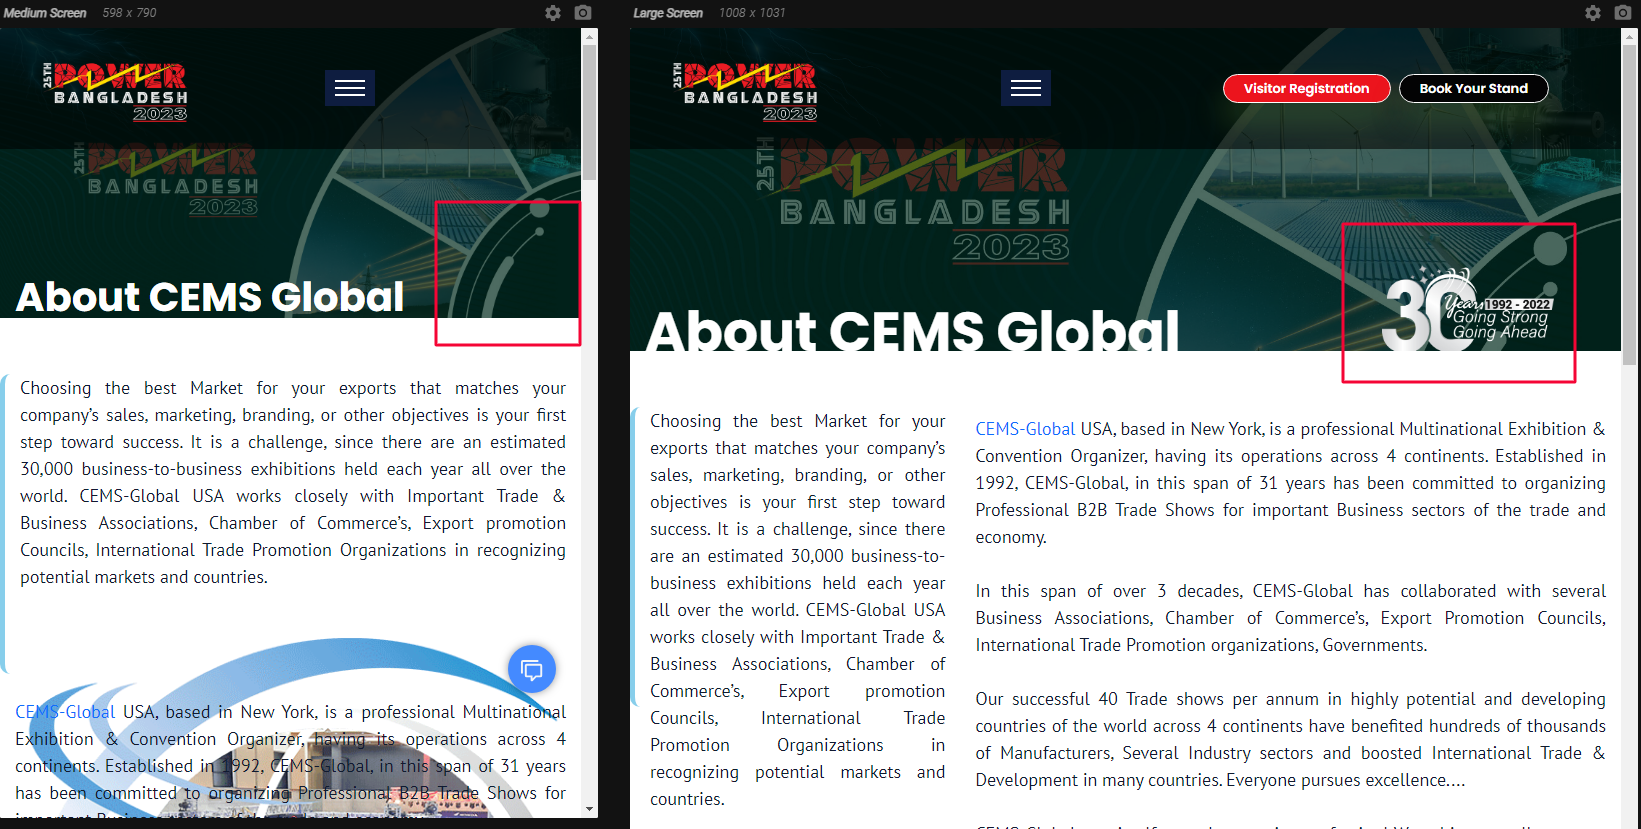 Medium Screen 598 x 790
25TH POWER
BANGLADESH
2023
25TH POWER
BANGLADESH
2023
About CEMS Global
Choosing the best Market for your exports that matches your
company’s sales, marketing, branding, or other objectives is your first
step toward success. It is a challenge, since there are an estimated
30,000 business-to-business exhibitions held each year all over the
world. CEMS-Global USA works closely with Important Trade &
Business Associations, Chamber of Commerce’s, Export promotion
Councils, International Trade Promotion Organizations in recognizing
potential markets and countries.
CEMS-Global USA, based in New York, is a professional Multinational
Exhibition & Convention Organizer, having its operations across 4
continents. Established in 1992, CEMS-Global, in this span of 31 years
has been committed to organizing Professional B2B Trade Shows for
Large Screen 1008 x 1031
25TH POWER
BANGLADESH
2023
Visitor Registration
Book Your Stand
25TH POWER
BANGLADESH
2023
About CEMS Global
30 Years 1992 - 2022
Going Strong
Going Ahead
Choosing the best Market for your
exports that matches your company’s
sales, marketing, branding, or other
objectives is your first step toward
success. It is a challenge, since there
are an estimated 30,000 business-to-
business exhibitions held each year
all over the world. CEMS-Global USA
works closely with Important Trade &
Business Associations, Chamber of
Commerce’s, Export promotion
Councils, International Trade
Promotion Organizations in
recognizing potential markets and
countries.
CEMS-Global USA, based in New York, is a professional Multinational Exhibition &
Convention Organizer, having its operations across 4 continents. Established in
1992, CEMS-Global, in this span of 31 years has been committed to organizing
Professional B2B Trade Shows for important Business sectors of the trade and
economy.
In this span of over 3 decades, CEMS-Global has collaborated with several
Business Associations, Chamber of Commerce’s, Export Promotion Councils,
International Trade Promotion organizations, Governments.
Our successful 40 Trade shows per annum in highly potential and developing
countries of the world across 4 continents have benefited hundreds of thousands
of Manufacturers, Several Industry sectors and boosted International Trade &
Development in many countries. Everyone pursues excellence....